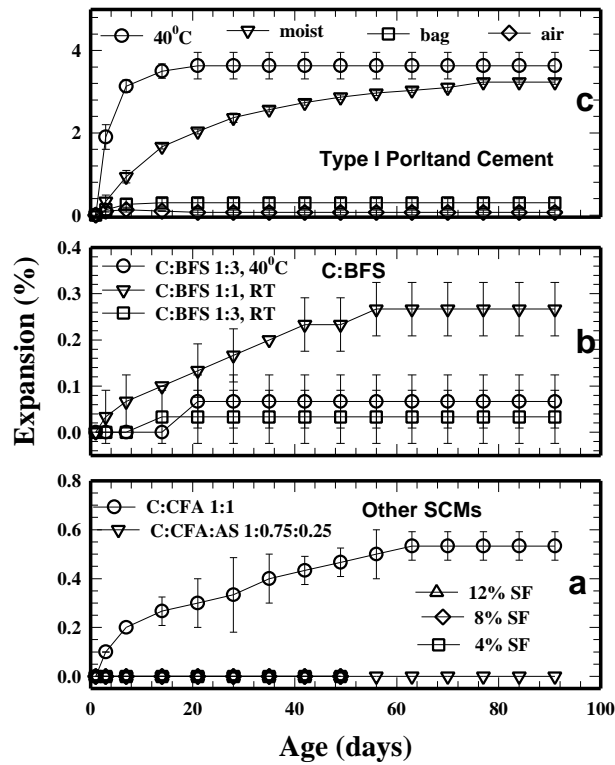 40⁰C moist bag air
4
2
0
c
Type I Porltand Cement
0.4
0.3
0.2
0.1
0.0
C:BFS 1:3, 40⁰C
C:BFS 1:1, RT
C:BFS 1:3, RT
C:BFS
b
Expansion (%)
0.8
0.6
0.4
0.2
0.0
C:CFA 1:1
C:CFA:AS 1:0.75:0.25
Other SCMs
a
12% SF
8% SF
4% SF
0 20 40 60 80 100
Age (days)